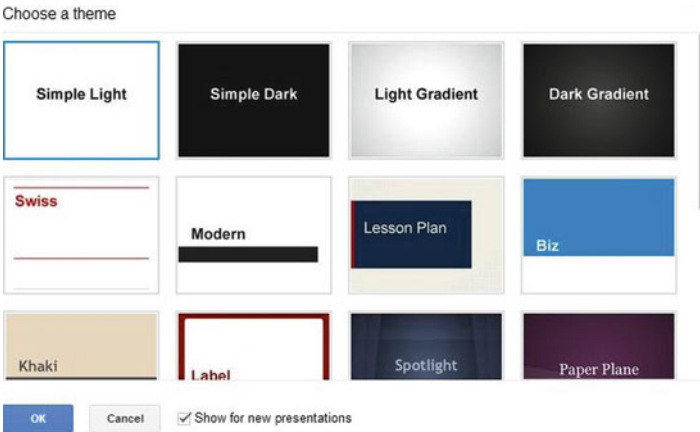 Choose a theme
Simple Light
Simple Dark
Light Gradient
Dark Gradient
Swiss
Modern
Lesson Plan
Biz
Khaki
Label
Spotlight
Paper Plane
OK
Cancel
Show for new presentations